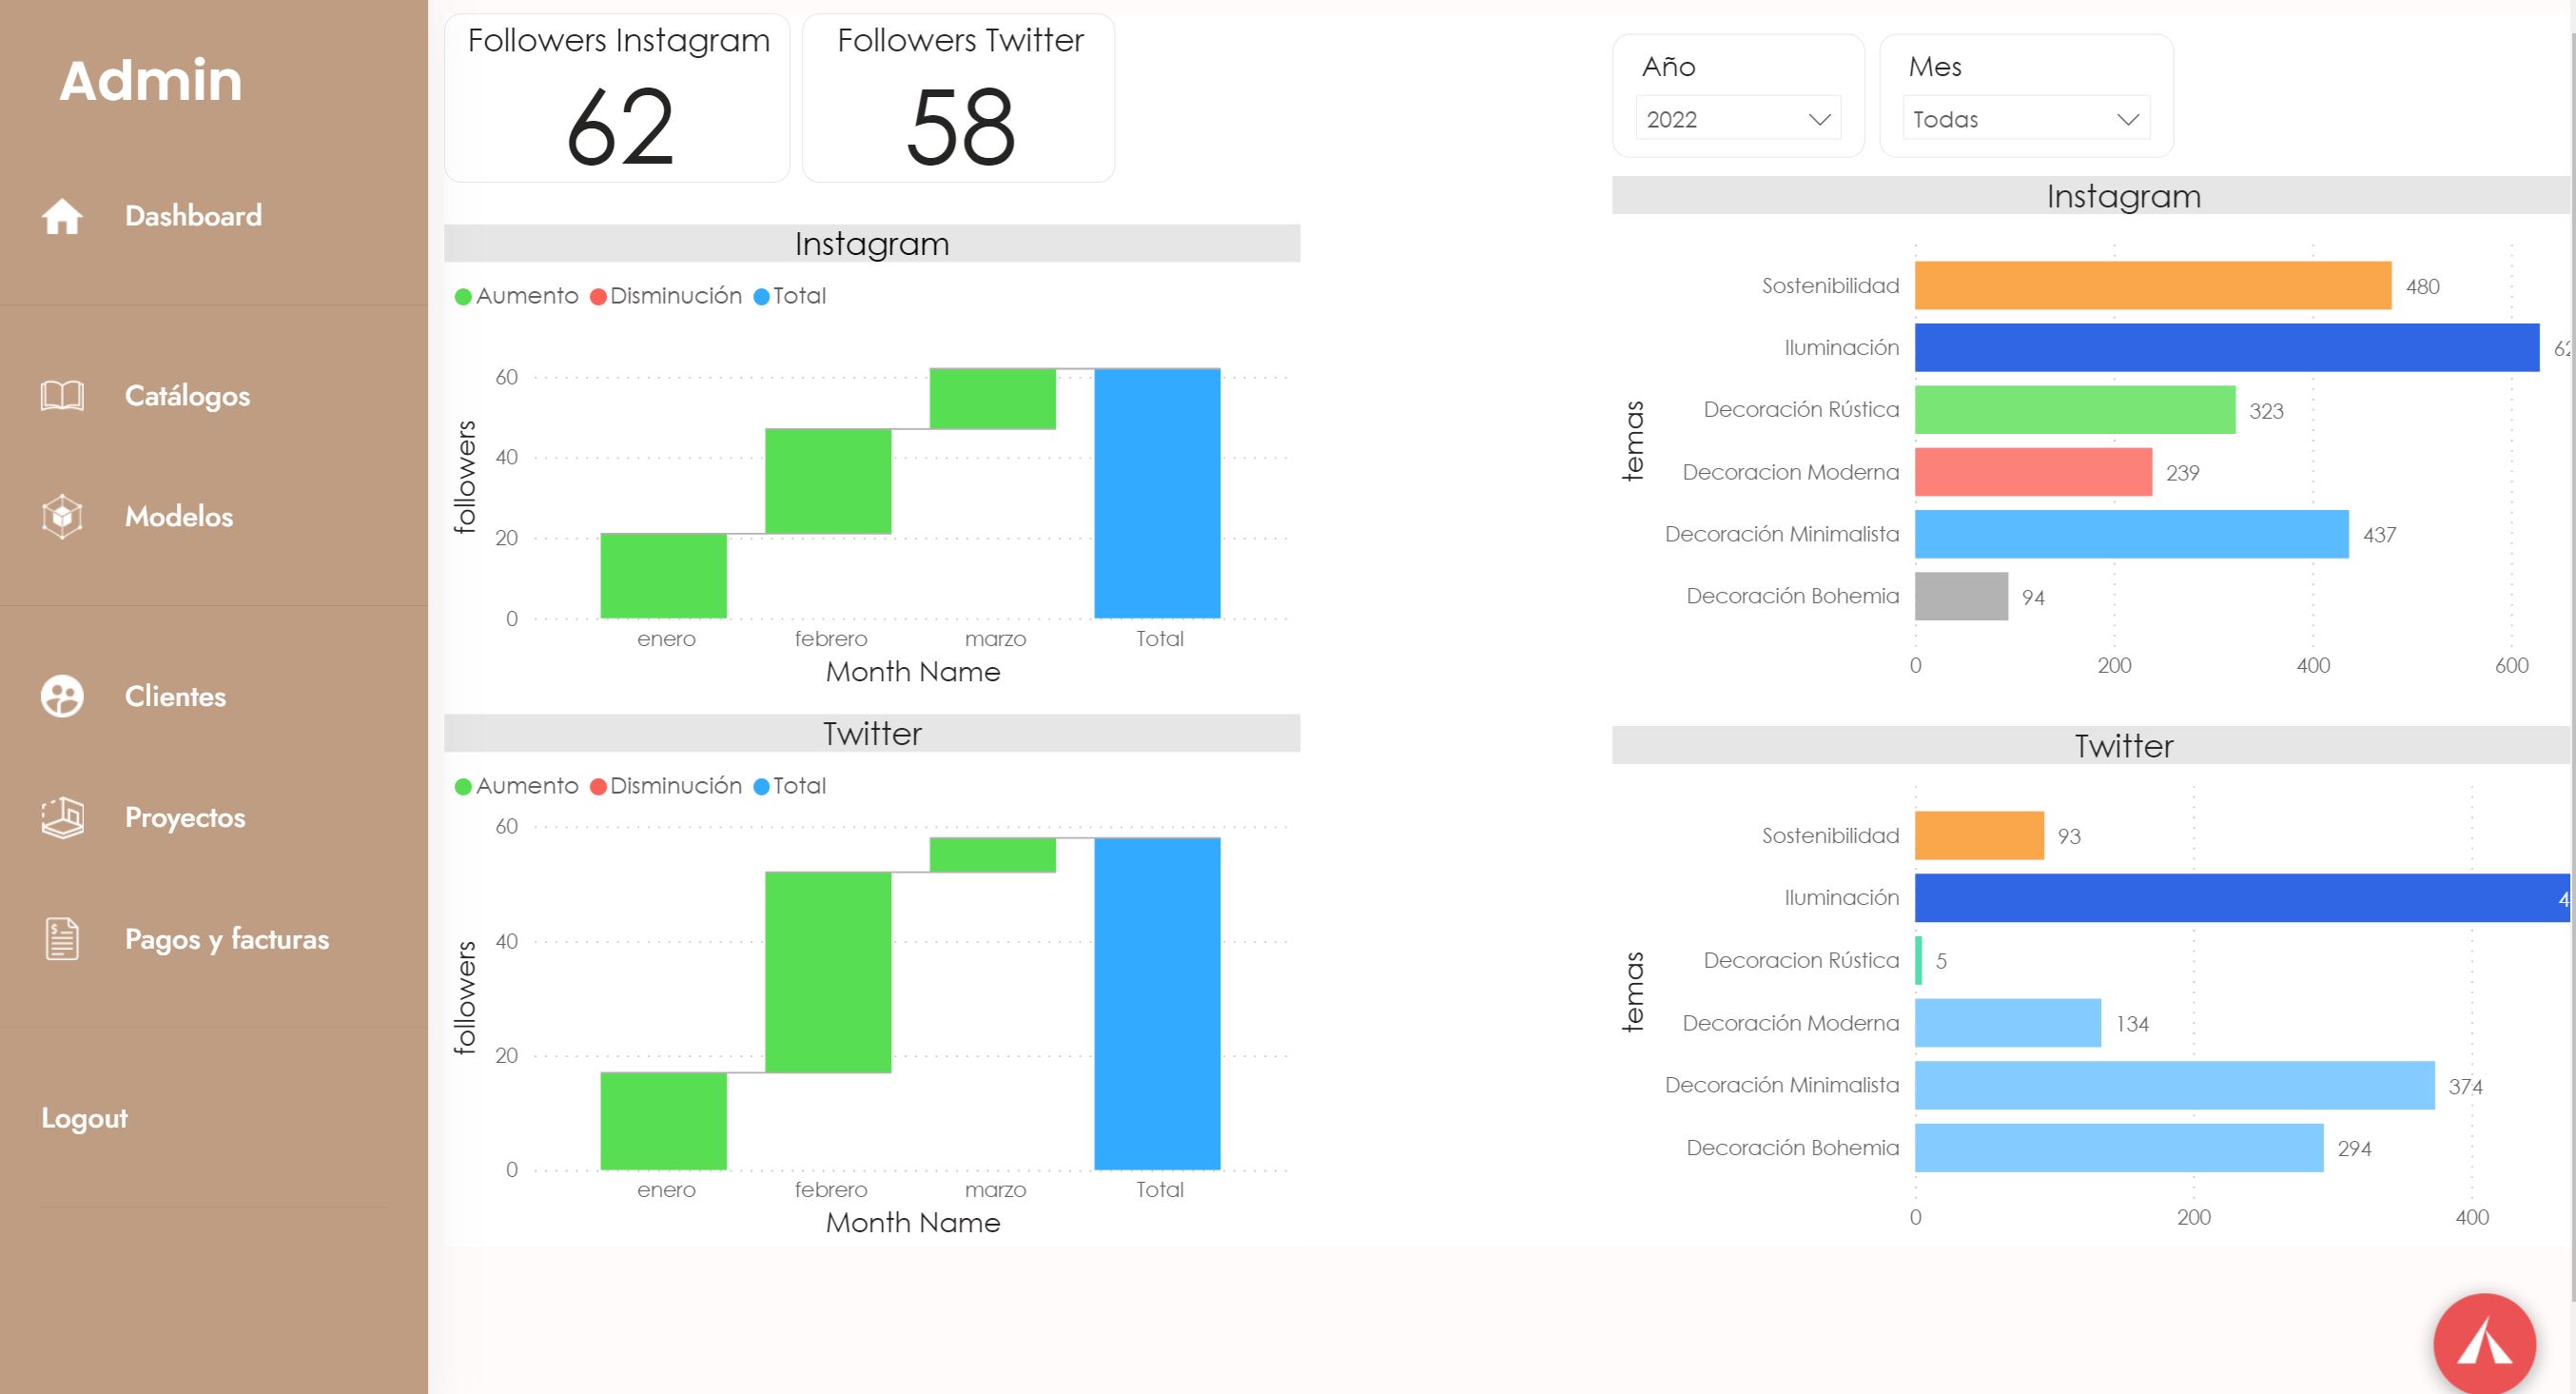 Admin
Dashboard
Catálogos
Modelos
Clientes
Proyectos
Pagos y facturas
Logout
Followers Instagram
62
Followers Twitter
58
Año
2022
Mes
Todas
Instagram
Aumento Disminución Total
followers
60
40
20
0
enero febrero marzo Total
Month Name
Twitter
Aumento Disminución Total
followers
60
40
20
0
enero febrero marzo Total
Month Name
Instagram
temas
Sostenibilidad 480
Iluminación
Decoración Rústica 323
Decoracion Moderna 239
Decoración Minimalista 437
Decoración Bohemia 94
0 200 400 600
Twitter
temas
Sostenibilidad 93
Iluminación 4
Decoracion Rústica 5
Decoración Moderna 134
Decoración Minimalista 374
Decoración Bohemia 294
0 200 400